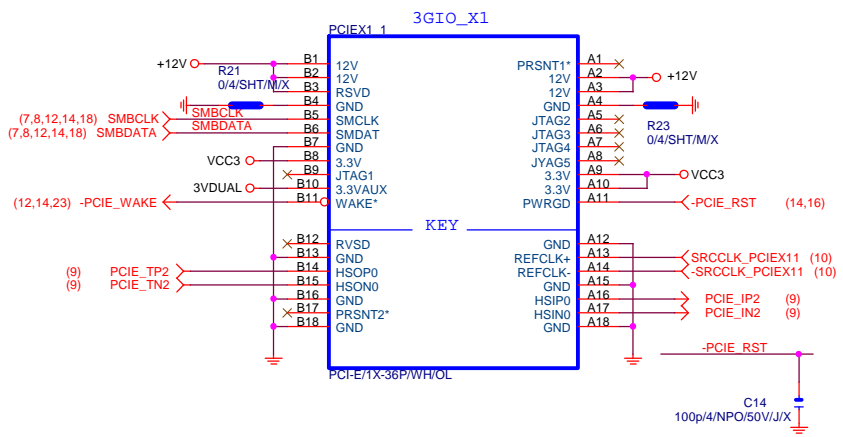 3GIO_X1
PCIEX1_1
+12V
R21
0/4/SHT/M/X
B1 12V
B2 12V
B3 RSVD
B4 GND
(7,8,12,14,18) SMBCLK SMBCLK B5 SMCLK
(7,8,12,14,18) SMBDATA SMBDATA B6 SMDAT
B7 GND
VCC3 B8 3.3V
B9 JTAG1
3VDUAL B10 3.3VAUX
(12,14,23) -PCIE_WAKE B11 WAKE*
KEY
B12 RVSD
B13 GND
(9) PCIE_TP2 B14 HSOP0
(9) PCIE_TN2 B15 HSON0
B16 GND
B17 PRSNT2*
B18 GND
PRSNT1* A1
12V A2 +12V
12V A3
GND A4
R23
0/4/SHT/M/X
JTAG2 A5
JTAG3 A6
JTAG4 A7
JYAG5 A8
3.3V A9 VCC3
3.3V A10
PWRGD A11 -PCIE_RST (14,16)
GND A12
REFCLK+ A13 SRCCLK_PCIEX11 (10)
REFCLK- A14 -SRCCLK_PCIEX11 (10)
GND A15
HSIP0 A16 PCIE_IP2 (9)
HSIN0 A17 PCIE_IN2 (9)
GND A18
PCI-E/1X-36P/WH/OL
-PCIE_RST
C14
100p/4/NPO/50V/J/X